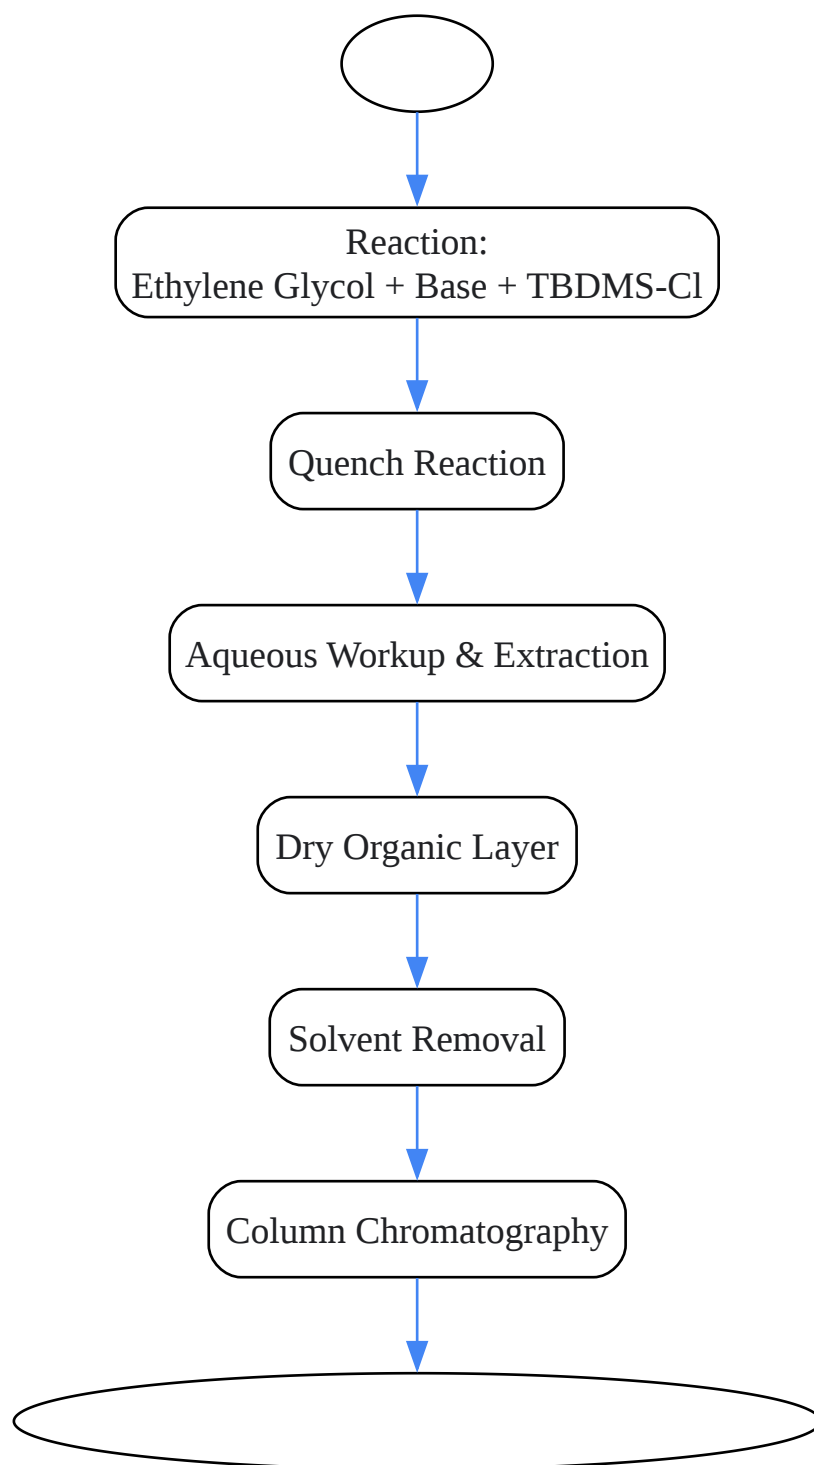 Reaction:
Ethylene Glycol + Base + TBDMS-Cl
Quench Reaction
Aqueous Workup & Extraction
Dry Organic Layer
Solvent Removal
Column Chromatography